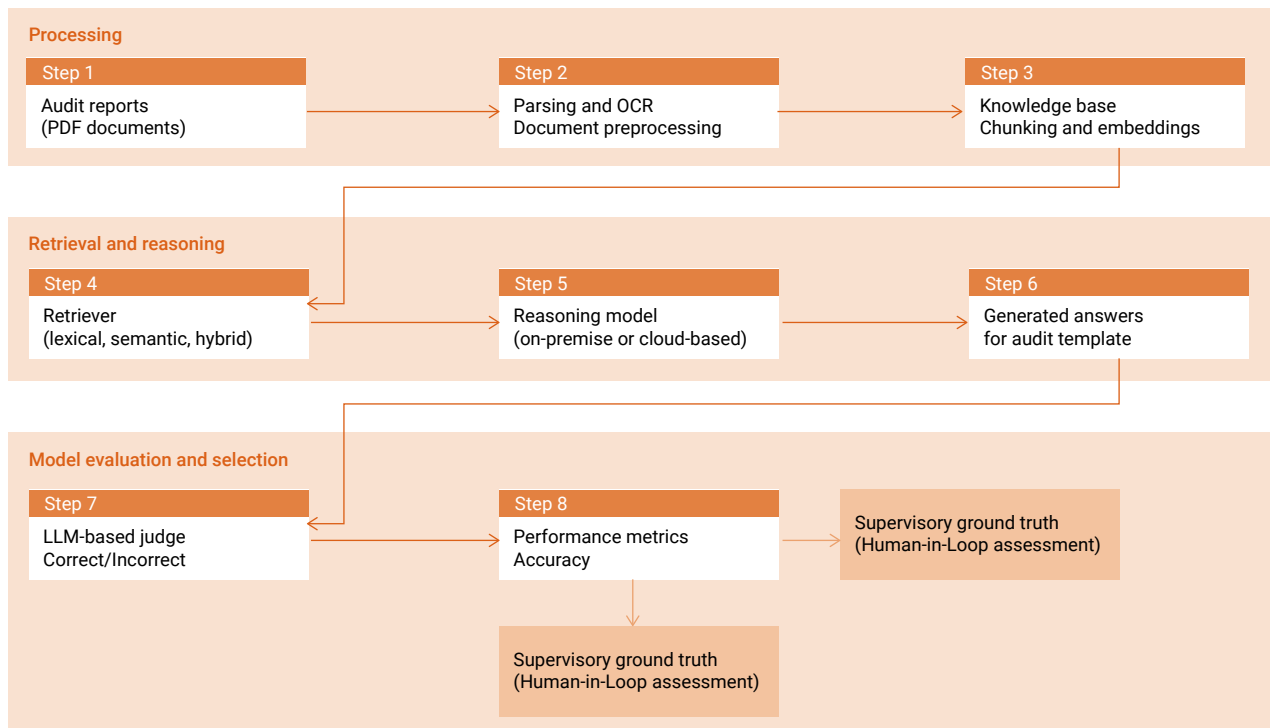 Processing
Step 1
Audit reports
(PDF documents)
Step 2
Parsing and OCR
Document preprocessing
Step 3
Knowledge base
Chunking and embeddings
Retrieval and reasoning
Step 4
Retriever
(lexical, semantic, hybrid)
Step 5
Reasoning model
(on-premise or cloud-based)
Step 6
Generated answers
for audit template
Model evaluation and selection
Step 7
LLM-based judge
Correct/Incorrect
Step 8
Performance metrics
Accuracy
Supervisory ground truth
(Human-in-Loop assessment)
Supervisory ground truth
(Human-in-Loop assessment)